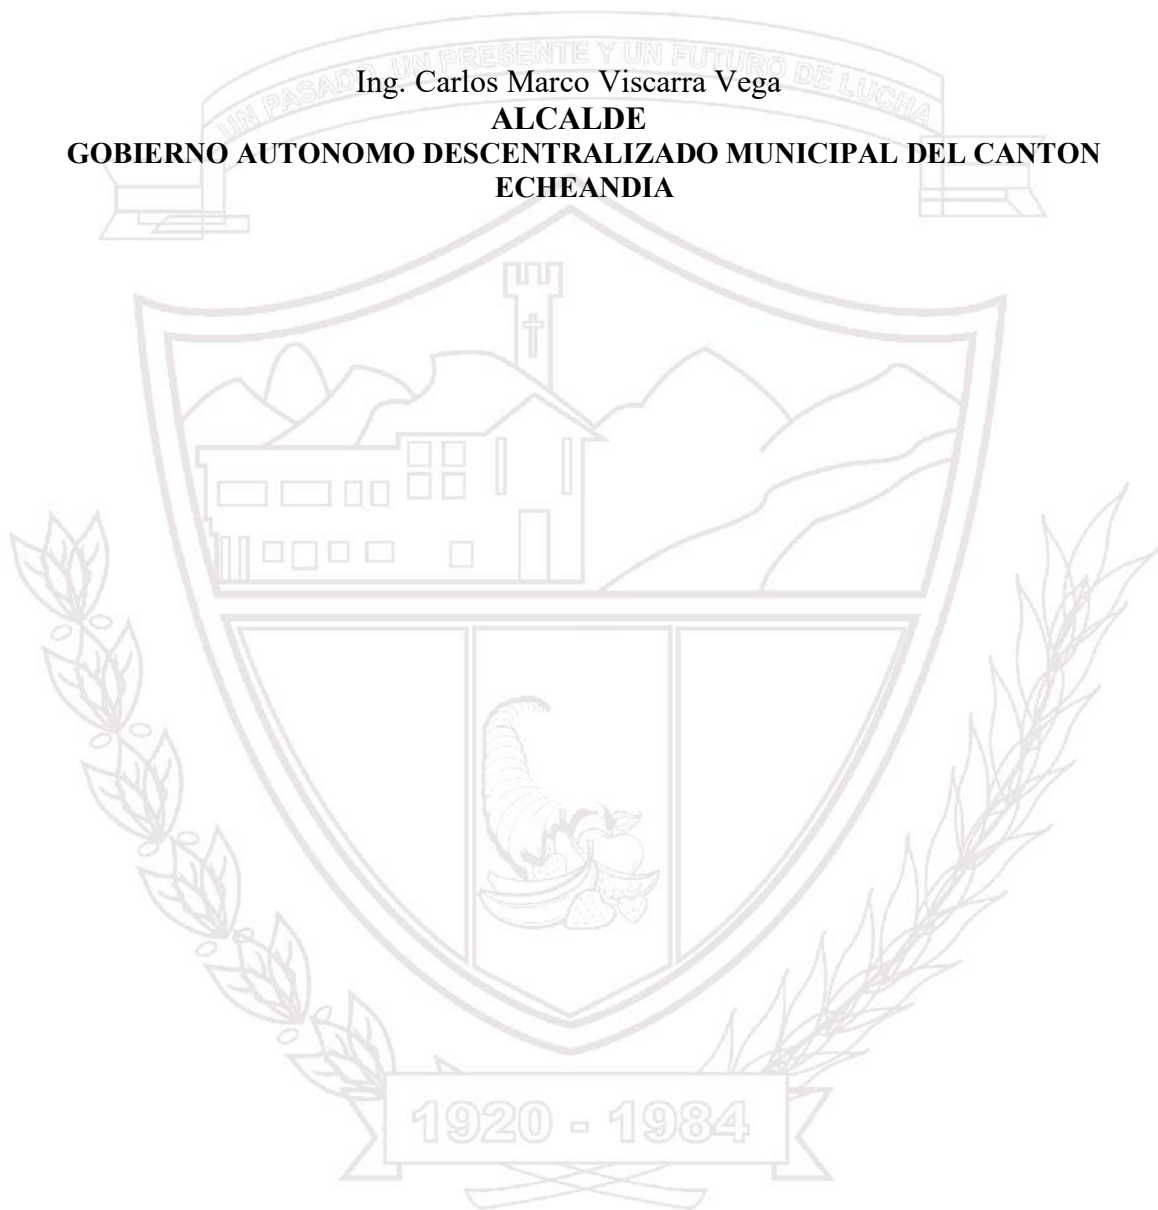 UN PASADO, UN PRESENTE Y UN FUTURO DE LUCHA
Ing. Carlos Marco Viscarra Vega
ALCALDE
GOBIERNO AUTONOMO DESCENTRALIZADO MUNICIPAL DEL CANTON
ECHEANDIA
1920 - 1984